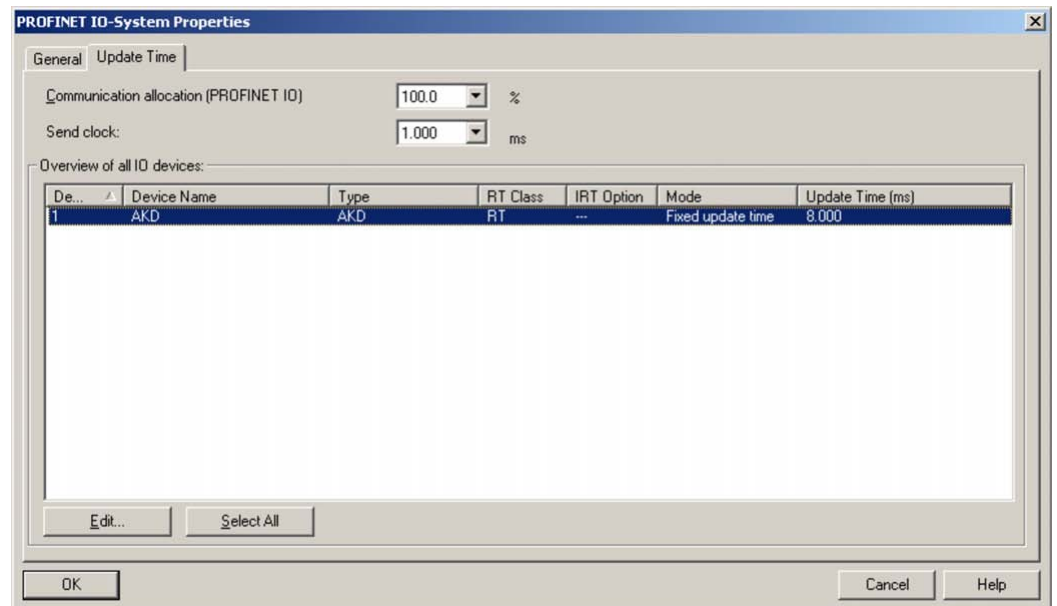 PROFINET IO-System Properties
General Update Time
Communication allocation (PROFINET IO) 100.0 %
Send clock: 1.000 ms
Overview of all IO devices:
De... Device Name Type RT Class IRT Option Mode Update Time (ms)
1 AKD AKD RT --- Fixed update time 8.000
Edit... Select All
OK Cancel Help